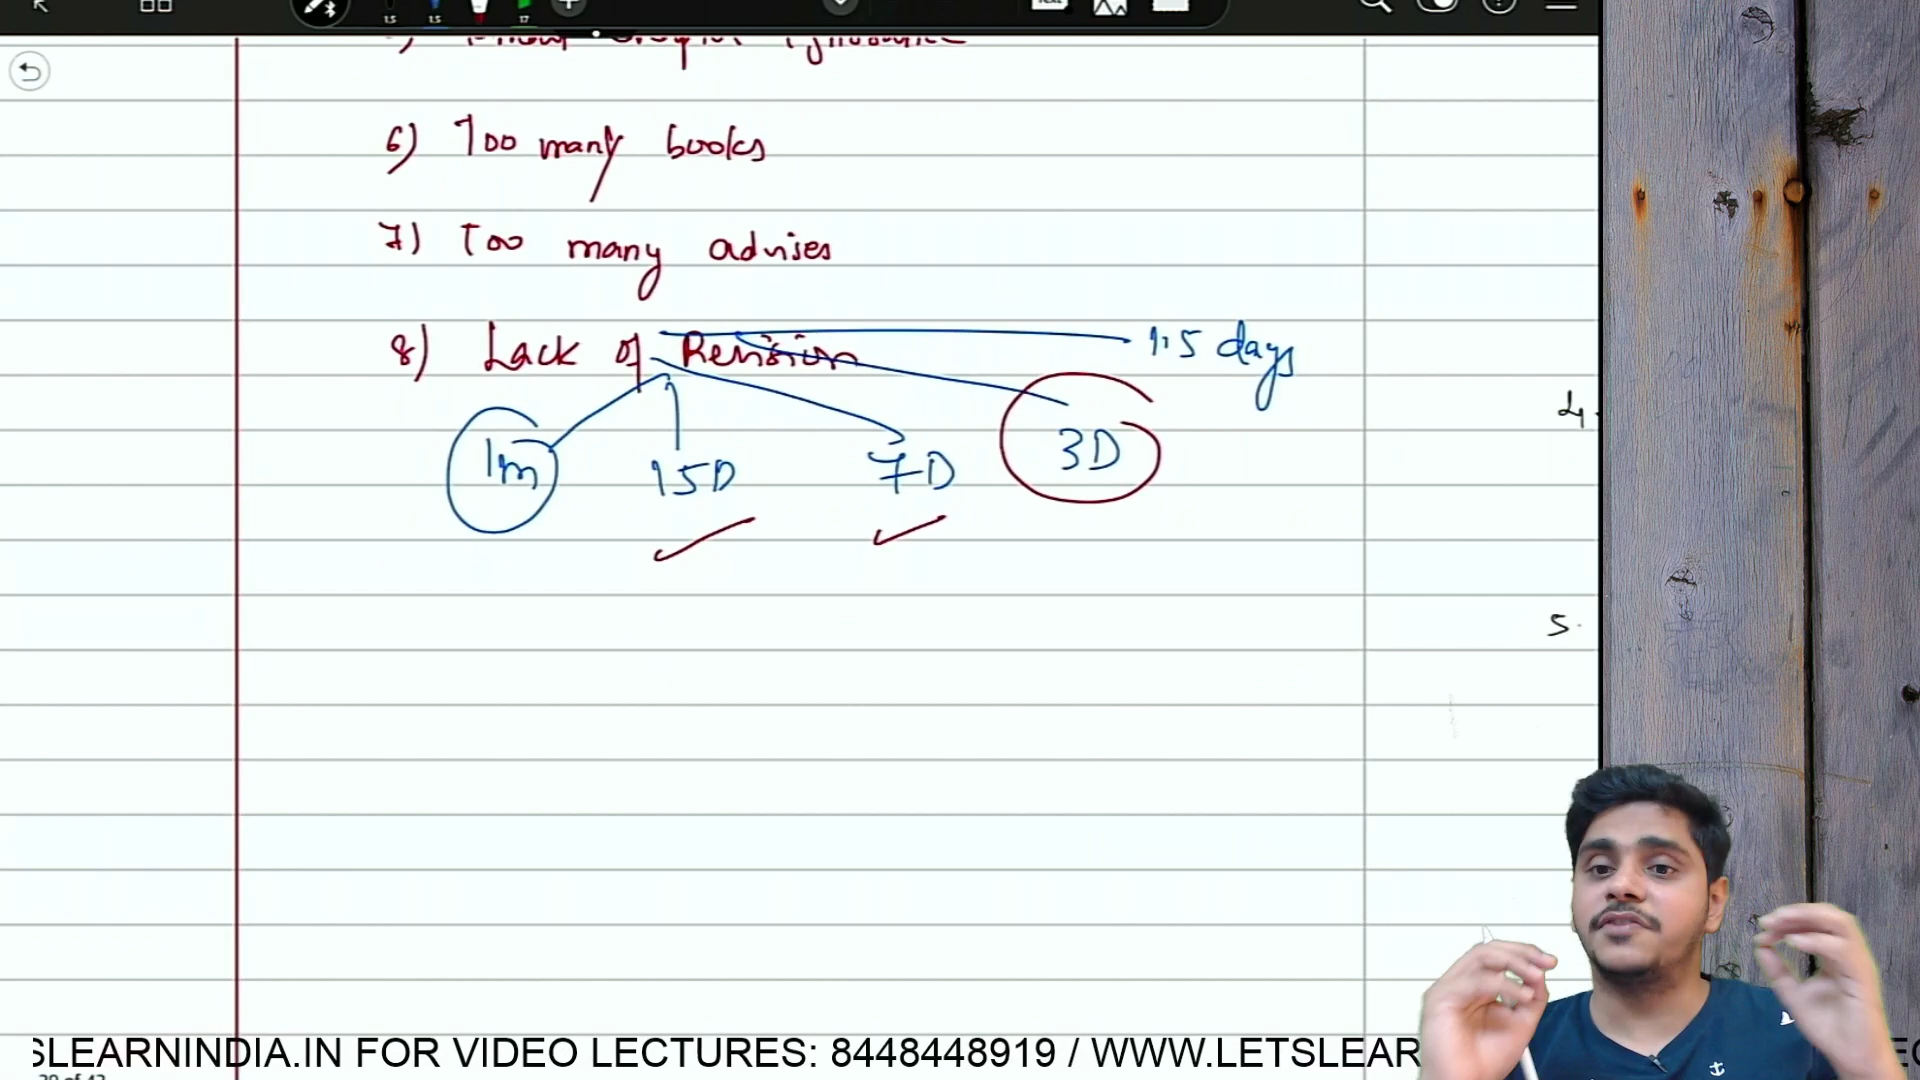 6) Too many books
7) Too many advises
8) Lack of Revision
1.5 days
1m 15D 7D 3D
4.
5.
SLEARNINDIA.IN FOR VIDEO LECTURES: 8448448919 / WWW.LETSLEAR